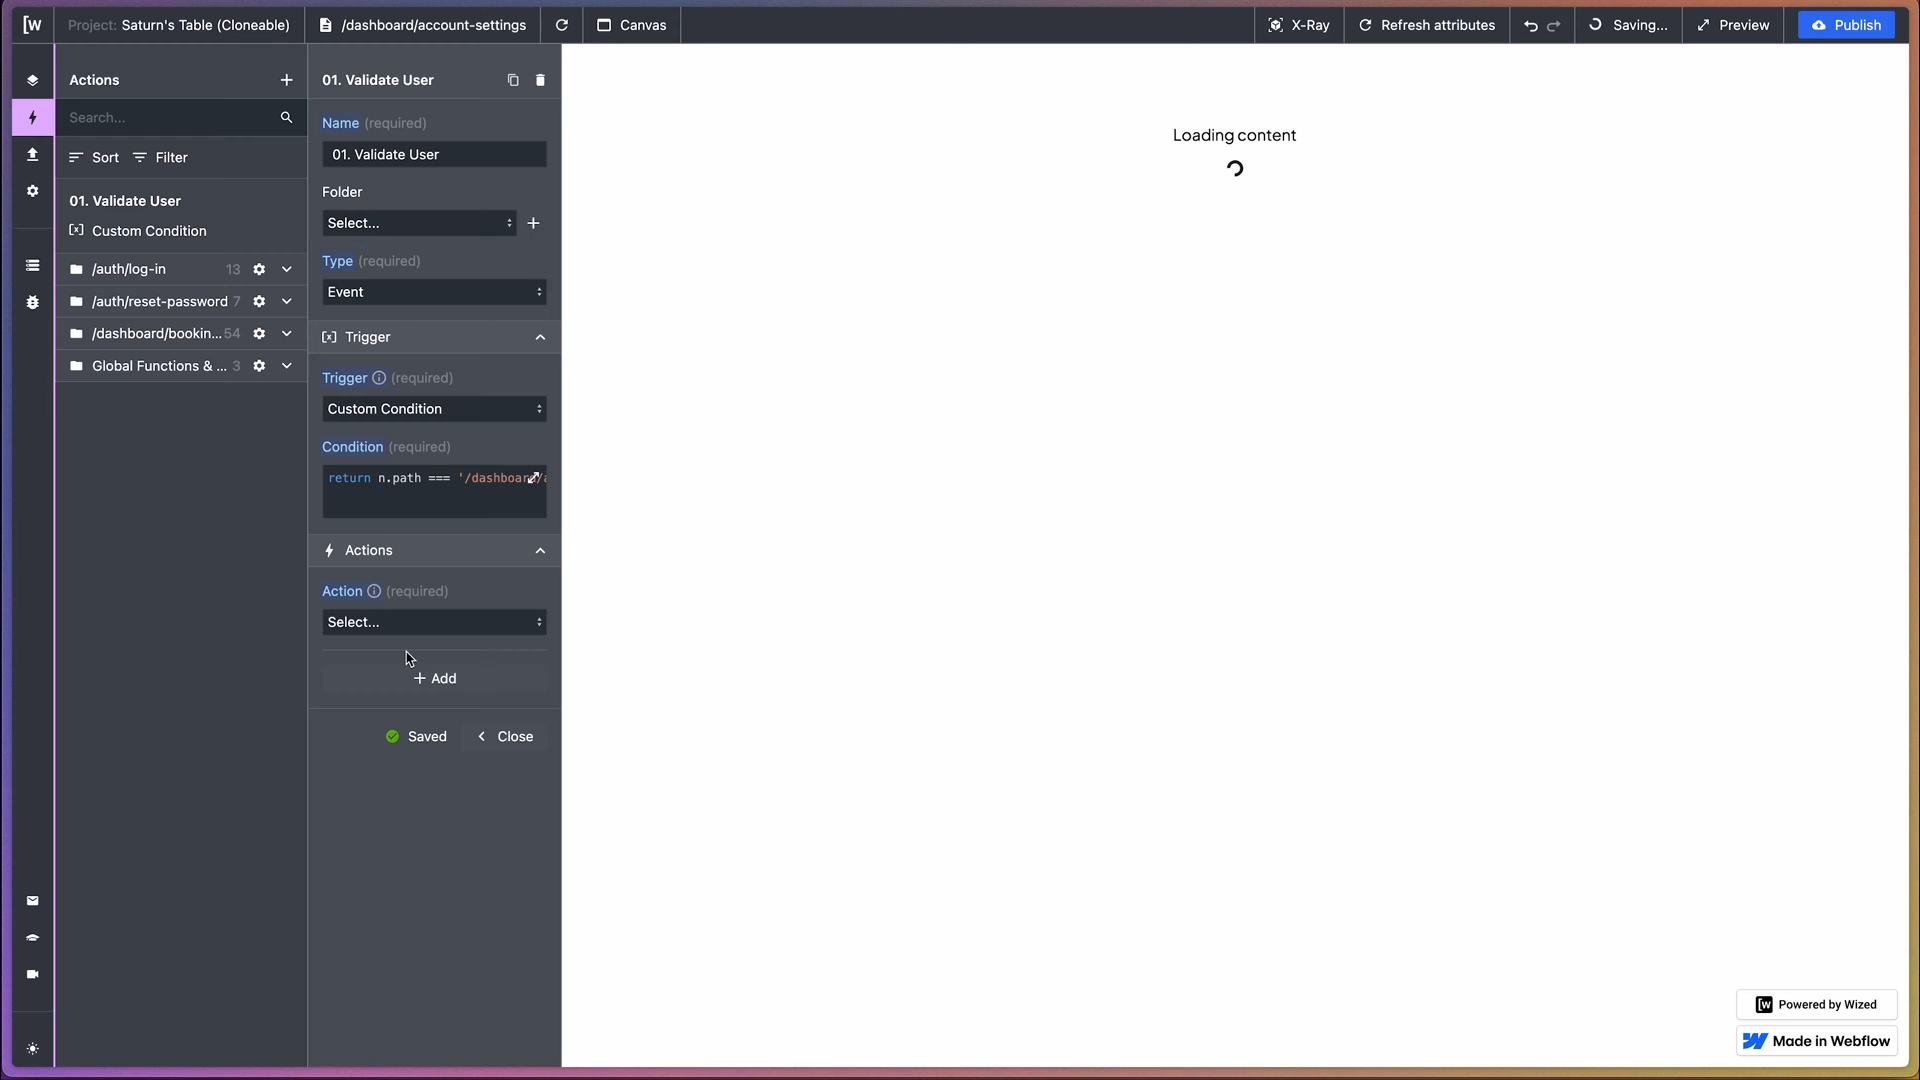 [w
Project: Saturn's Table (Cloneable)
/dashboard/account-settings
Canvas
X-Ray
Refresh attributes
Saving...
Preview
Publish
Actions
Search...
Sort
Filter
01. Validate User
[x] Custom Condition
/auth/log-in 13
/auth/reset-password 7
/dashboard/bookin... 54
Global Functions & ... 3
01. Validate User
Name (required)
01. Validate User
Folder
Select...
Type (required)
Event
[x] Trigger
Trigger (required)
Custom Condition
Condition (required)
return n.path === '/dashboard/a
Actions
Action (required)
Select...
+ Add
Saved
Close
Loading content
[w Powered by Wized
Made in Webflow